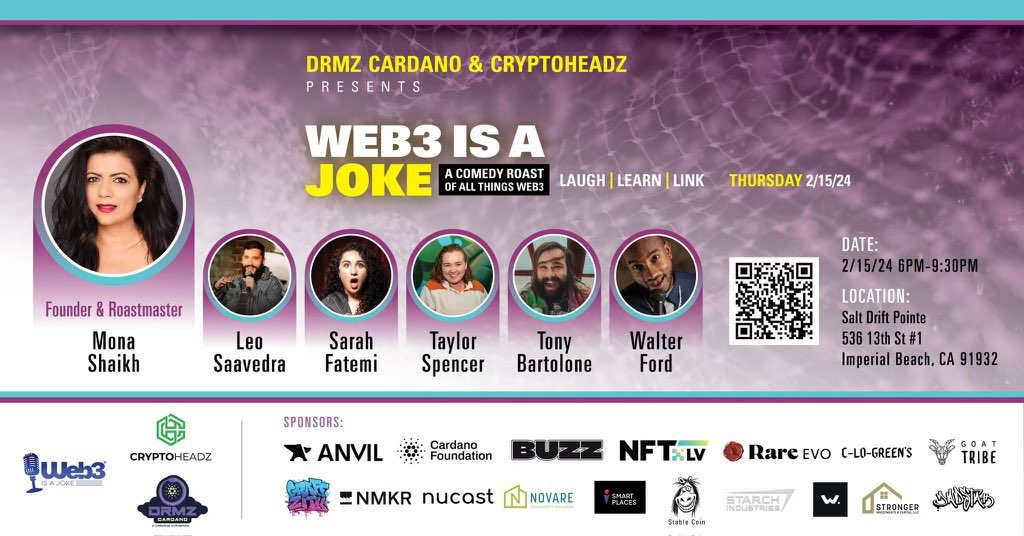 DRMZ CARDANO & CRYPTOHEADZ
PRESENTS
WEB3 IS A
JOKE
A COMEDY ROAST
OF ALL THINGS WEB3
LAUGH | LEARN | LINK
THURSDAY 2/15/24
Founder & Roastmaster
Mona
Shaikh
Leo
Saavedra
Sarah
Fatemi
Taylor
Spencer
Tony
Bartolone
Walter
Ford
DATE:
2/15/24 6PM-9:30PM
LOCATION:
Salt Drift Pointe
536 13th St #1
Imperial Beach, CA 91932
Web3
IS A JOKE
CRYPTOHEADZ
DRMZ
CARDANO
SPONSORS:
ANVIL
Cardano
Foundation
BUZZ
NFT LV
Rare EVO
C-LO-GREEN'S
GOAT
TRIBE
NMKR
nucast
NOVARE
SMART
PLACES
Stable Coin
STARCH
INDUSTRIES
W.
STRONGER
INVESTMENTS & CAPITAL, LLC